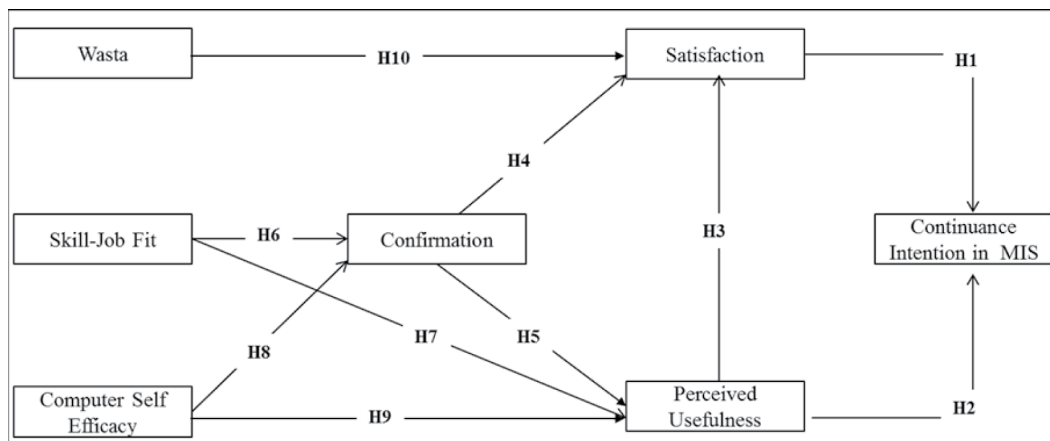 Wasta
H10
Satisfaction
H1
H4
Skill-Job Fit
H6
Confirmation
H3
Continuance
Intention in MIS
H7
H5
H8
Computer Self
Efficacy
H9
Perceived
Usefulness
H2